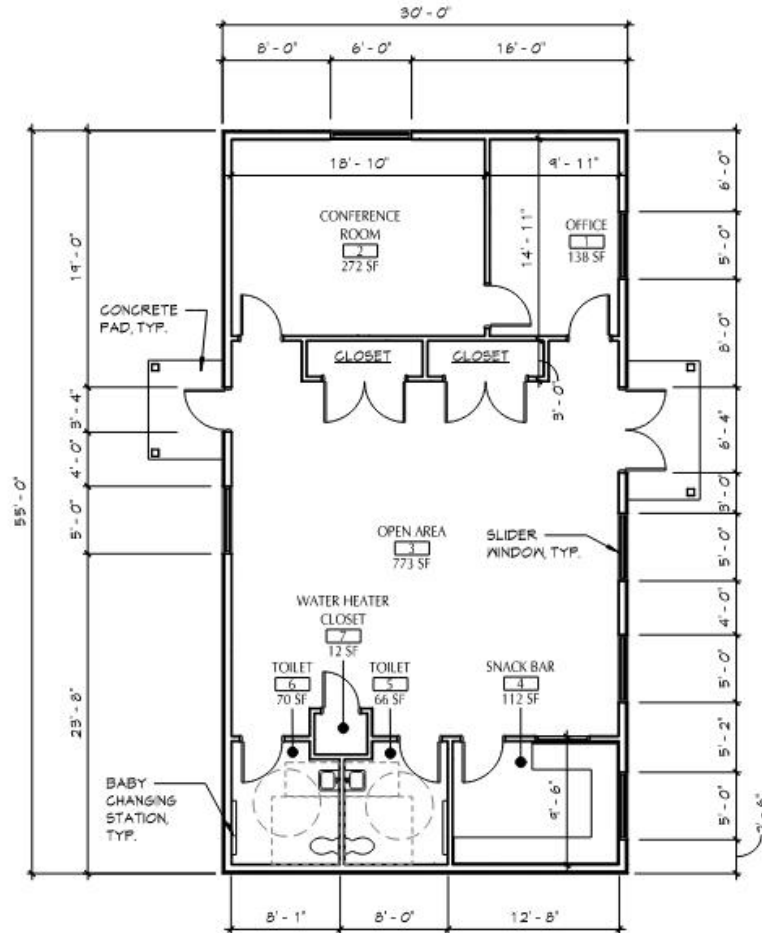 30'-0"
8'-0"
6'-0"
16'-0"
18'-10"
9'-11"
CONFERENCE
ROOM
2
272 SF
OFFICE
1
138 SF
14'-11"
6'-0"
5'-0"
8'-0"
19'-0"
CONCRETE
PAD, TYP.
CLOSET
CLOSET
3'-0"
3'-4"
4'-0"
5'-0"
55'-0"
6'-4"
3'-0"
5'-0"
4'-0"
5'-0"
5'-2"
5'-0"
2'-6"
OPEN AREA
3
773 SF
SLIDER
WINDOW, TYP.
WATER HEATER
CLOSET
7
12 SF
TOILET
6
70 SF
TOILET
5
66 SF
SNACK BAR
4
112 SF
23'-8"
BABY
CHANGING
STATION,
TYP.
9'-6"
8'-1"
8'-0"
12'-8"